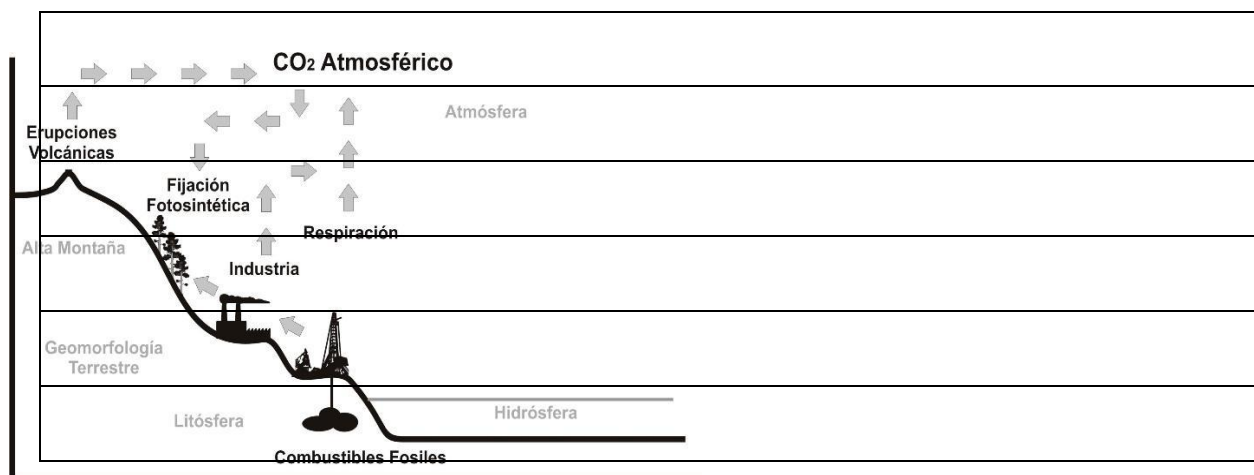 CO₂ Atmosférico
Atmósfera
Erupciones
Volcánicas
Fijación
Fotosintética
Respiración
Alta Montaña
Industria
Geomorfología
Terrestre
Litósfera
Hidrósfera
Combustibles Fosiles